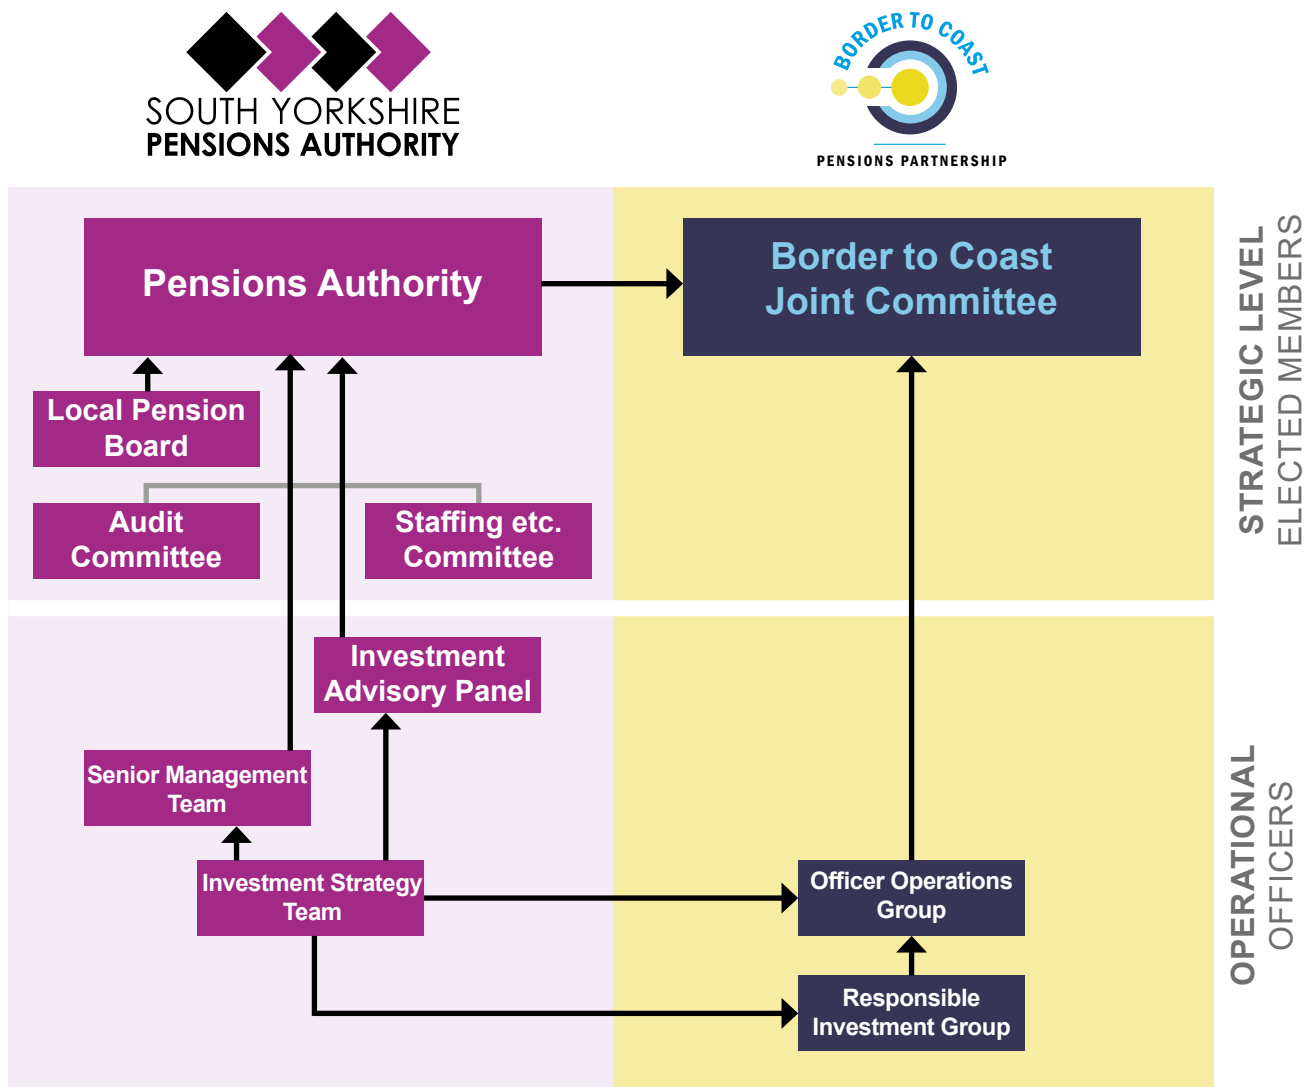 SOUTH YORKSHIRE
PENSIONS AUTHORITY
BORDER TO COAST
PENSIONS PARTNERSHIP
Pensions Authority
Border to Coast
Joint Committee
Local Pension
Board
Audit
Committee
Staffing etc.
Committee
STRATEGIC LEVEL
ELECTED MEMBERS
Investment
Advisory Panel
Senior Management
Team
Investment Strategy
Team
Officer Operations
Group
Responsible
Investment Group
OPERATIONAL
OFFICERS